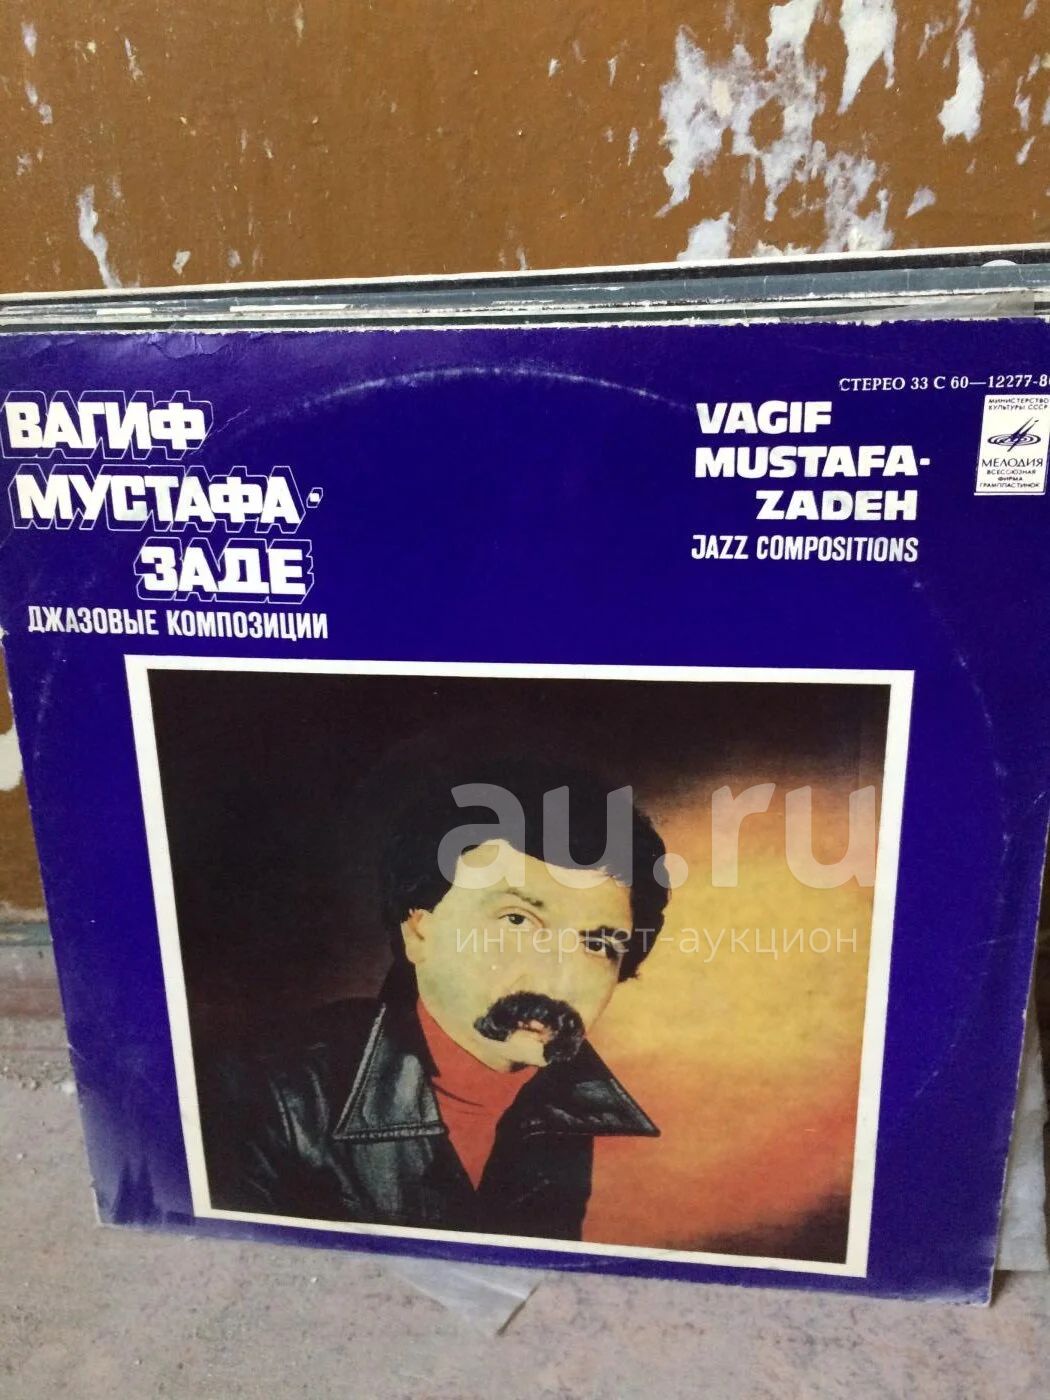 СТЕРЕО 33 С 60—12277-8
ВАГИФ
МУСТАФА-
ЗАДЕ
ДЖАЗОВЫЕ КОМПОЗИЦИИ
VAGIF
MUSTAFA-
ZADEH
JAZZ COMPOSITIONS
МИНИСТЕРСТВО
КУЛЬТУРЫ СССР
МЕЛОДИЯ
ВСЕСОЮЗНАЯ
ФИРМА
ГРАМПЛАСТИНОК
au.ru
интернет-аукцион